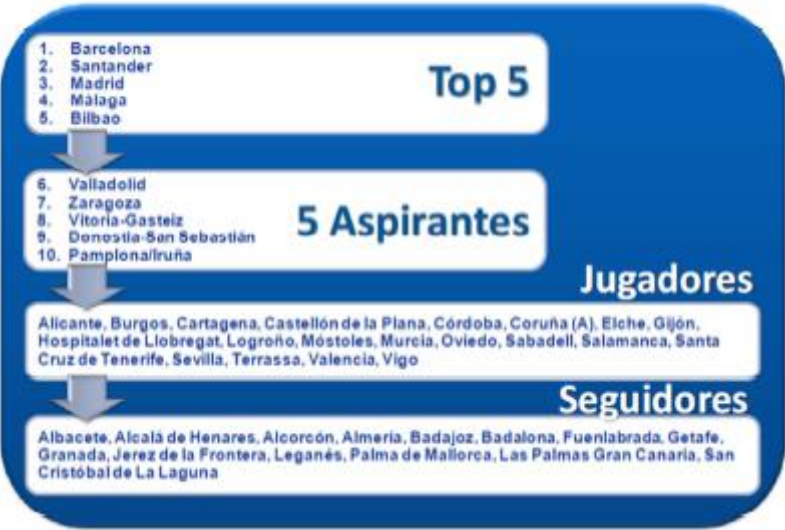 1. Barcelona
2. Santander
3. Madrid
4. Málaga
5. Bilbao
Top 5
6. Valladolid
7. Zaragoza
8. Vitoria-Gasteiz
9. Donostia-San Sebastián
10. Pamplona/Iruña
5 Aspirantes
Jugadores
Alicante, Burgos, Cartagena, Castellón de la Plana, Córdoba, Coruña (A), Elche, Gijón,
Hospitalet de Llobregat, Logroño, Móstoles, Murcia, Oviedo, Sabadell, Salamanca, Santa
Cruz de Tenerife, Sevilla, Terrassa, Valencia, Vigo
Seguidores
Albacete, Alcalá de Henares, Alcorcón, Almería, Badajoz, Badalona, Fuenlabrada, Getafe,
Granada, Jerez de la Frontera, Leganés, Palma de Mallorca, Las Palmas Gran Canaria, San
Cristóbal de La Laguna